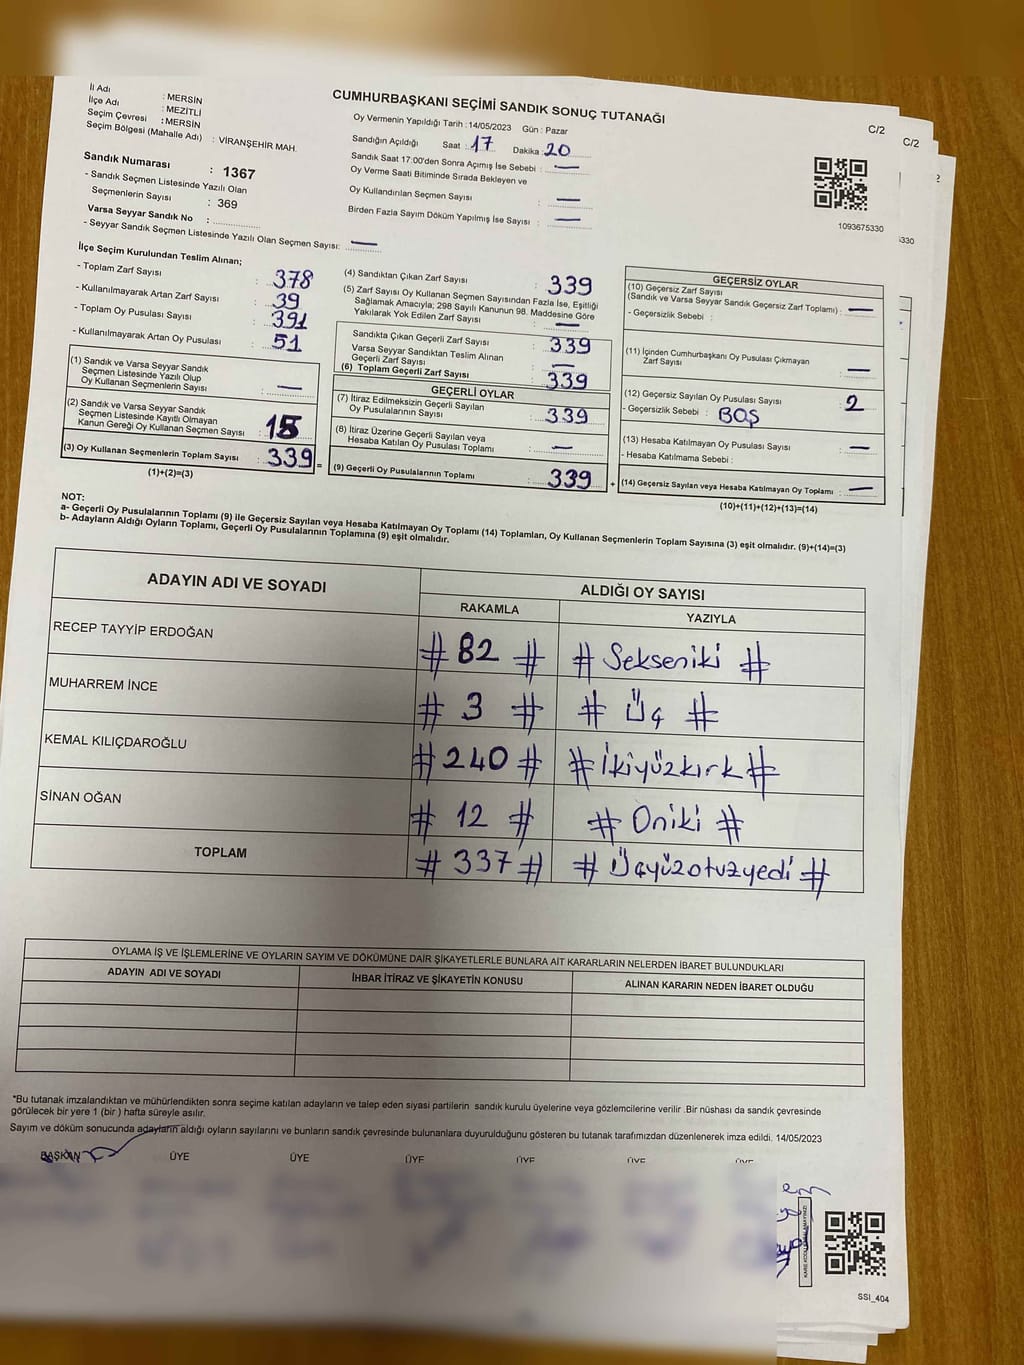 İl Adı : MERSİN
İlçe Adı : MEZİTLİ
Seçim Çevresi : MERSİN
Seçim Bölgesi (Mahalle Adı) : VİRANŞEHİR MAH.
Sandık Numarası : 1367
- Sandık Seçmen Listesinde Yazılı Olan
Seçmenlerin Sayısı : 369
Varsa Seyyar Sandık No :
- Seyyar Sandık Seçmen Listesinde Yazılı Olan Seçmen Sayısı: —
CUMHURBAŞKANI SEÇİMİ SANDIK SONUÇ TUTANAĞI
Oy Vermenin Yapıldığı Tarih : 14/05/2023 Gün : Pazar
Sandığın Açıldığı Saat : 17 Dakika : 20
Sandık Saat 17:00'den Sonra Açımış İse Sebebi : —
Oy Verme Saati Bitiminde Sırada Bekleyen ve
Oy Kullandırılan Seçmen Sayısı : —
Birden Fazla Sayım Döküm Yapılmış İse Sayısı : —
C/2
C/2
2
1093675330
İlçe Seçim Kurulundan Teslim Alınan;
- Toplam Zarf Sayısı : 378
- Kullanılmayarak Artan Zarf Sayısı : 39
- Toplam Oy Pusulası Sayısı : 391
- Kullanılmayarak Artan Oy Pusulası : 51
(1) Sandık ve Varsa Seyyar Sandık
Seçmen Listesinde Yazılı Olup
Oy Kullanan Seçmenlerin Sayısı : —
(2) Sandık ve Varsa Seyyar Sandık
Seçmen Listesinde Kayıtlı Olmayan
Kanun Gereği Oy Kullanan Seçmen Sayısı :
(3) Oy Kullanan Seçmenlerin Toplam Sayısı : 339 =
(1)+(2)=(3)
(4) Sandıktan Çıkan Zarf Sayısı : 339
(5) Zarf Sayısı Oy Kullanan Seçmen Sayısından Fazla İse, Eşitliği
Sağlamak Amacıyla; 298 Sayılı Kanunun 98. Maddesine Göre
Yakılarak Yok Edilen Zarf Sayısı : —
Sandıkta Çıkan Geçerli Zarf Sayısı : 339
Varsa Seyyar Sandıktan Teslim Alınan
Geçerli Zarf Sayısı : —
(6) Toplam Geçerli Zarf Sayısı : 339
GEÇERLİ OYLAR
(7) İtiraz Edilmeksizin Geçerli Sayılan
Oy Pusulalarının Sayısı : 339
(8) İtiraz Üzerine Geçerli Sayılan veya
Hesaba Katılan Oy Pusulası Toplamı : —
(9) Geçerli Oy Pusulalarının Toplamı : 339 +
GEÇERSİZ OYLAR
(10) Geçersiz Zarf Sayısı
(Sandık ve Varsa Seyyar Sandık Geçersiz Zarf Toplamı) : —
- Geçersizlik Sebebi :
(11) İçinden Cumhurbaşkanı Oy Pusulası Çıkmayan
Zarf Sayısı : —
(12) Geçersiz Sayılan Oy Pusulası Sayısı : 2
- Geçersizlik Sebebi : BOŞ
(13) Hesaba Katılmayan Oy Pusulası Sayısı : —
- Hesaba Katılmama Sebebi :
(14) Geçersiz Sayılan veya Hesaba Katılmayan Oy Toplamı : —
(10)+(11)+(12)+(13)=(14)
NOT:
a- Geçerli Oy Pusulalarının Toplamı (9) ile Geçersiz Sayılan veya Hesaba Katılmayan Oy Toplamı (14) Toplamları, Oy Kullanan Seçmenlerin Toplam Sayısına (3) eşit olmalıdır. (9)+(14)=(3)
b- Adayların Aldığı Oyların Toplamı, Geçerli Oy Pusulalarının Toplamına (9) eşit olmalıdır.
ADAYIN ADI VE SOYADI ALDIĞI OY SAYISI
RAKAMLA YAZIYLA
RECEP TAYYİP ERDOĞAN # 82 # # Sekseniki #
MUHARREM İNCE # 3 # # Üç #
KEMAL KILIÇDAROĞLU # 240 # # İkiyüzkırk #
SİNAN OĞAN # 12 # # Oniki #
TOPLAM # 337 # # Üçyüzotuzyedi #
OYLAMA İŞ VE İŞLEMLERİNE VE OYLARIN SAYIM VE DÖKÜMÜNE DAİR ŞİKAYETLERLE BUNLARA AİT KARARLARIN NELERDEN İBARET BULUNDUKLARI
ADAYIN ADI VE SOYADI İHBAR İTİRAZ VE ŞİKAYETİN KONUSU ALINAN KARARIN NEDEN İBARET OLDUĞU
*Bu tutanak imzalandıktan ve mühürlendikten sonra seçime katılan adayların ve talep eden siyasi partilerin sandık kurulu üyelerine veya gözlemcilerine verilir .Bir nüshası da sandık çevresinde
görülecek bir yere 1 (bir ) hafta süreyle asılır.
Sayım ve döküm sonucunda adayların aldığı oyların sayılarını ve bunların sandık çevresinde bulunanlara duyurulduğunu gösteren bu tutanak tarafımızdan düzenlenerek imza edildi. 14/05/2023
BAŞKAN ÜYE ÜYE ÜYE ÜYE ÜYE ÜYE
SSI_404